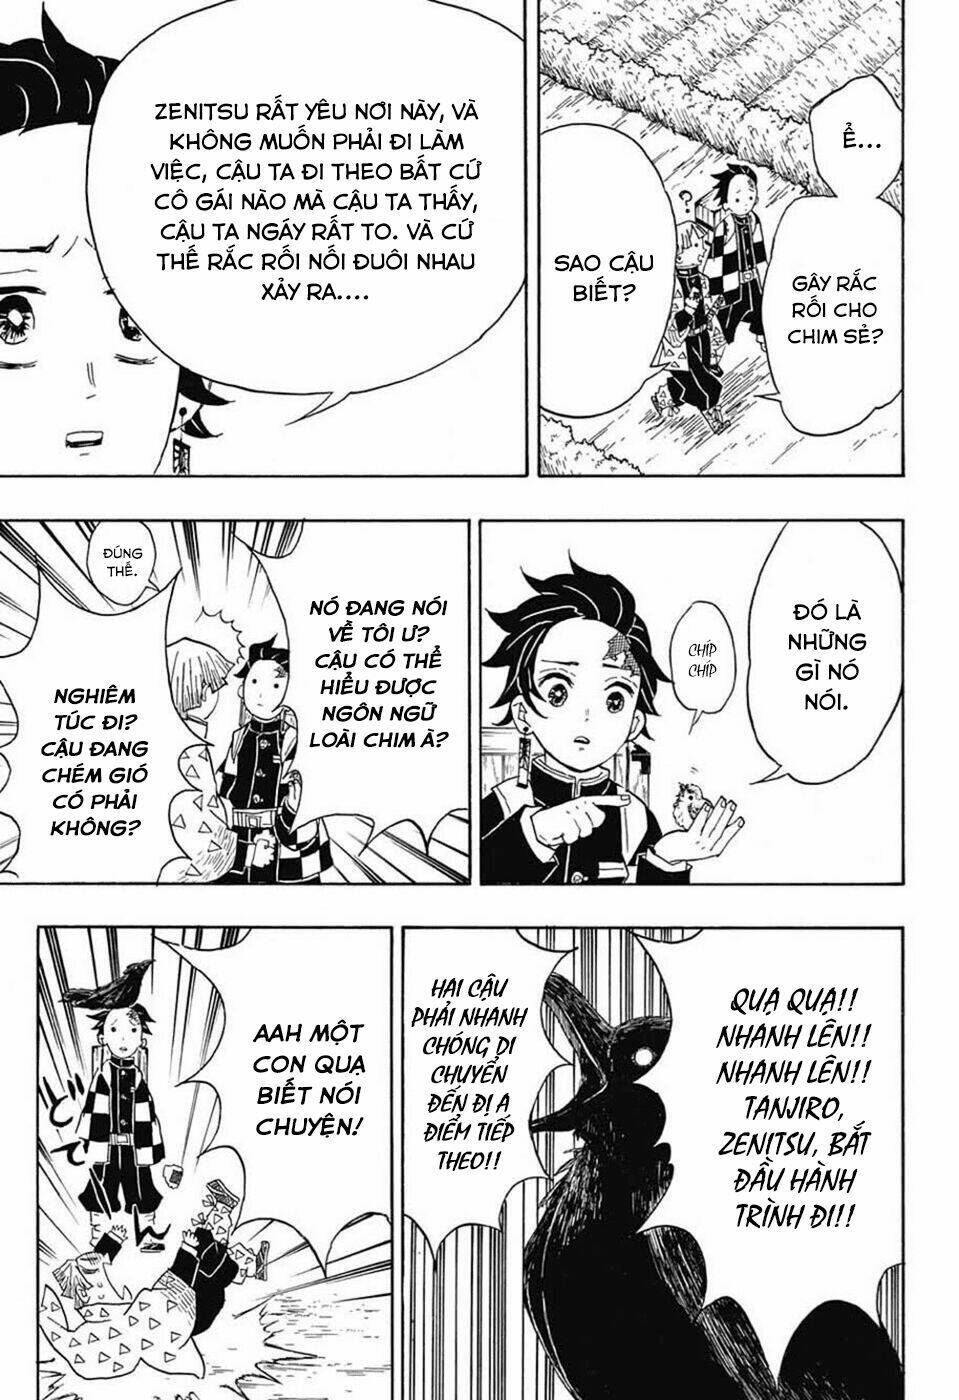 Ể...
GÂY RẮC
RỐI CHO
CHIM SẺ?
?
SAO CẬU
BIẾT?
ZENITSU RẤT YÊU NƠI NÀY, VÀ
KHÔNG MUỐN PHẢI ĐI LÀM
VIỆC, CẬU TA ĐI THEO BẤT CỨ
CÔ GÁI NÀO MÀ CẬU TA THẤY,
CẬU TA NGÁY RẤT TO. VÀ CỨ
THẾ RẮC RỐI NỐI ĐUÔI NHAU
XẢY RA....
ĐÓ LÀ
NHỮNG
GÌ NÓ
NÓI.
CHÍP
CHÍP
NÓ ĐANG NÓI
VỀ TÔI Ư?
CẬU CÓ THỂ
HIỂU ĐƯỢC
NGÔN NGỮ
LOÀI CHIM À?
ĐÚNG
THẾ.
NGHIÊM
TÚC ĐI?
CẬU ĐANG
CHÉM GIÓ
CÓ PHẢI
KHÔNG?
QUẠ QUẠ!!
NHANH LÊN!!
NHANH LÊN!!
TANJIRO,
ZENITSU, BẮT
ĐẦU HÀNH
TRÌNH ĐI!!
HAI CẬU
PHẢI NHANH
CHÓNG DI
CHUYỂN
ĐẾN ĐỊA
ĐIỂM TIẾP
THEO!!
AAH MỘT
CON QUẠ
BIẾT NÓI
CHUYỆN!